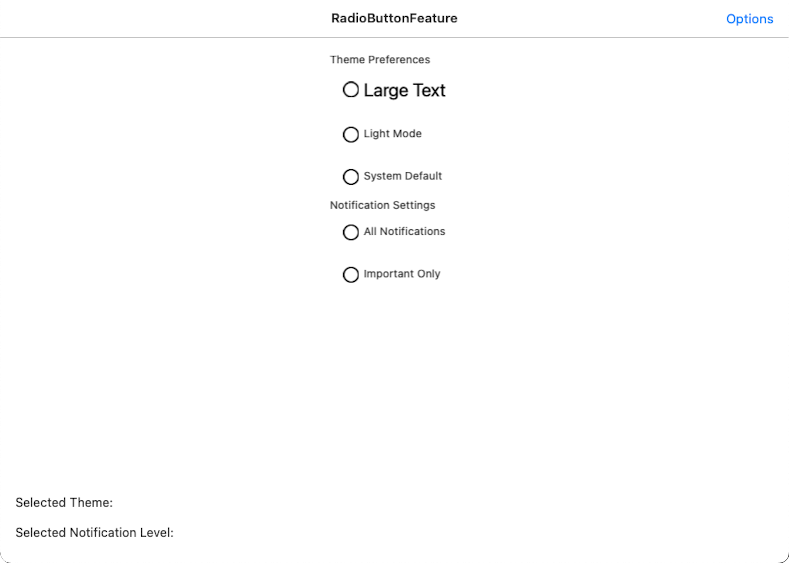 RadioButtonFeature
Options
Theme Preferences
Large Text
Light Mode
System Default
Notification Settings
All Notifications
Important Only
Selected Theme:
Selected Notification Level: